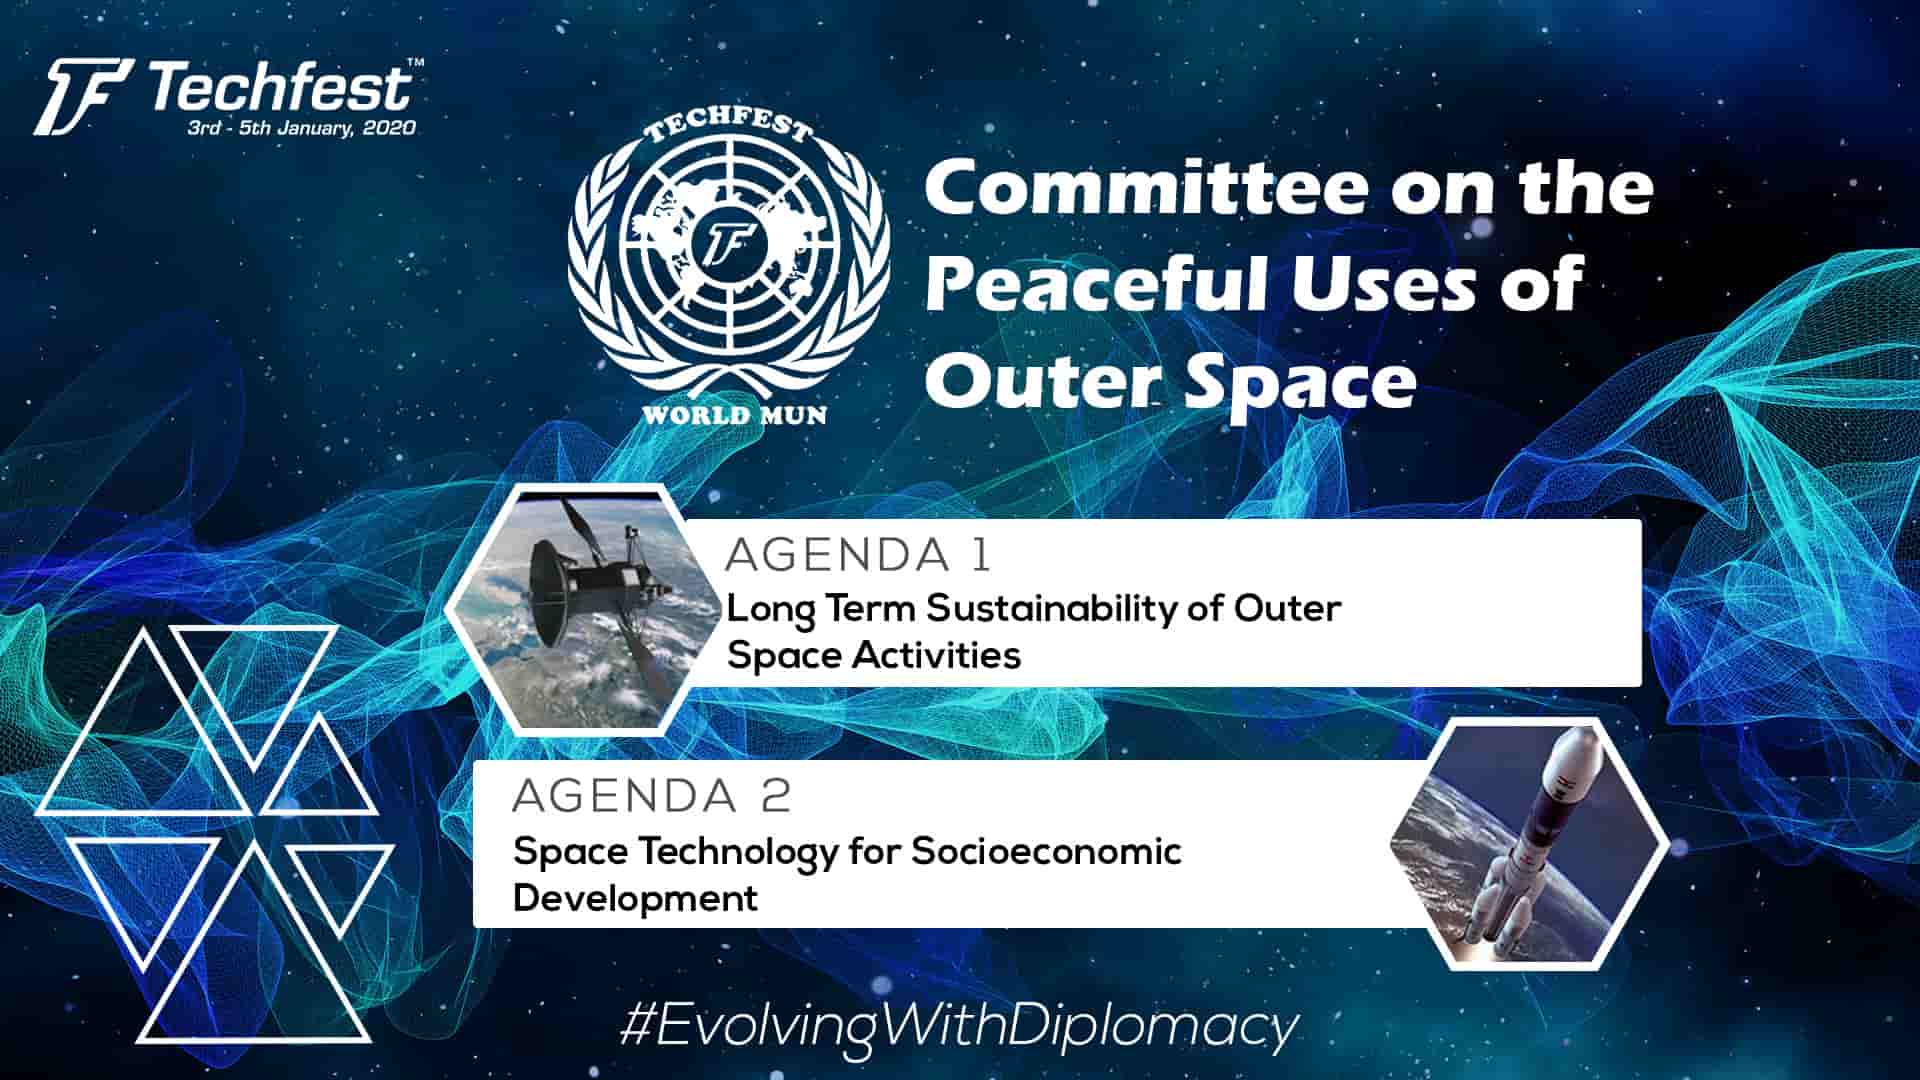 Techfest™
3rd - 5th January, 2020
TECHFEST
WORLD MUN
Committee on the
Peaceful Uses of
Outer Space
AGENDA 1
Long Term Sustainability of Outer
Space Activities
AGENDA 2
Space Technology for Socioeconomic
Development
#EvolvingWithDiplomacy